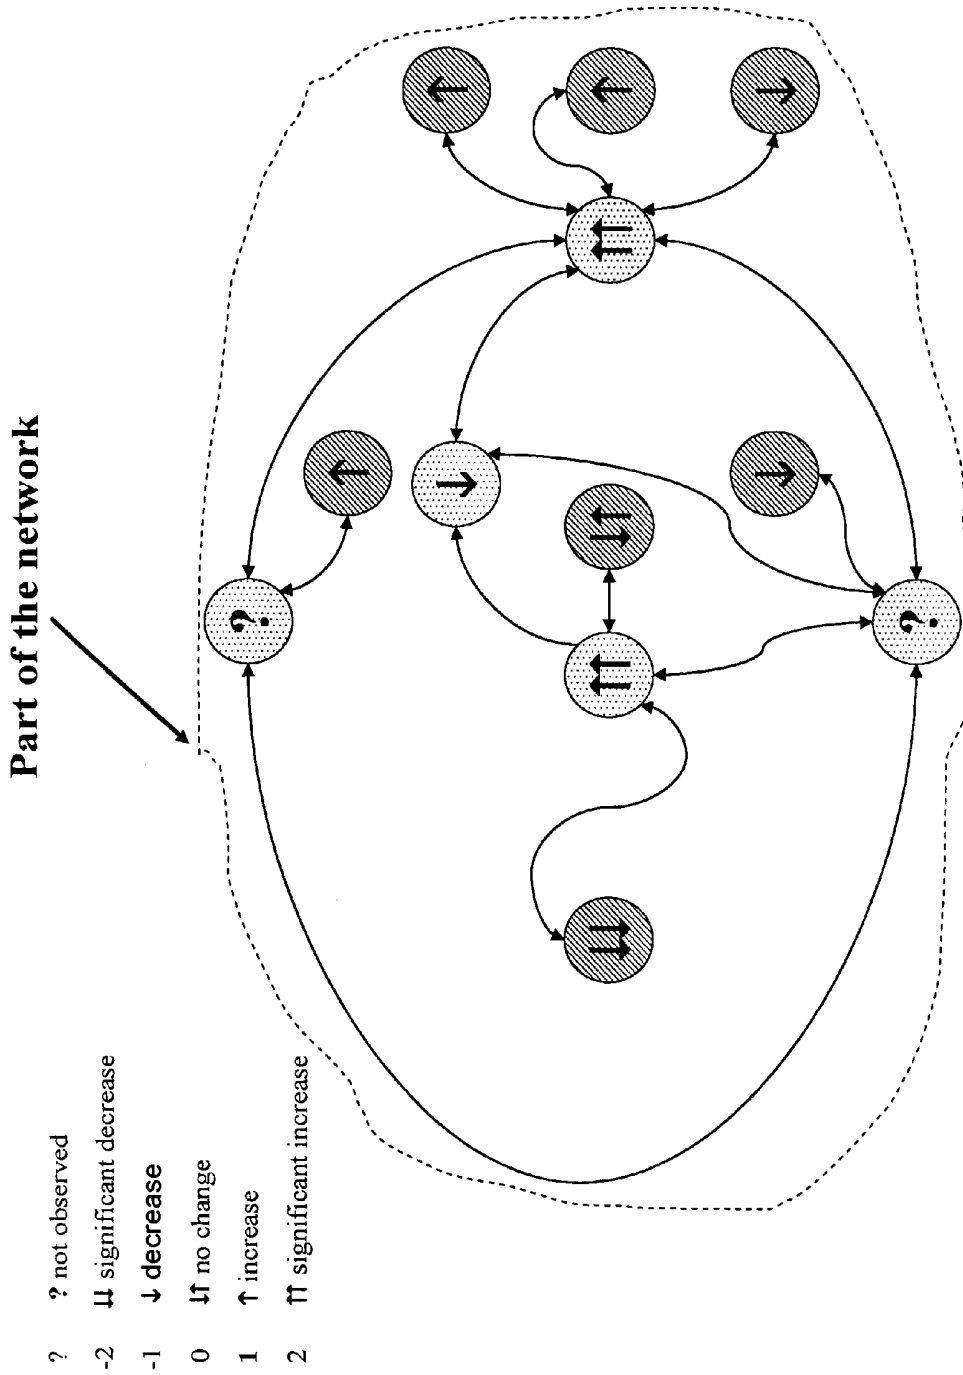 Part of the network
? ? not observed
-2 ⇊ significant decrease
-1 ↓ decrease
0 ↓↑ no change
1 ↑ increase
2 ⇈ significant increase
?
?